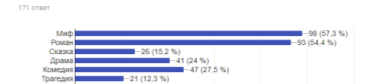 171 ответ
Миф 98 (57,3 %)
Роман 93 (54,4 %)
Сказка 26 (15,2 %)
Драма 41 (24 %)
Комедия 47 (27,5 %)
Трагедия 21 (12,3 %)